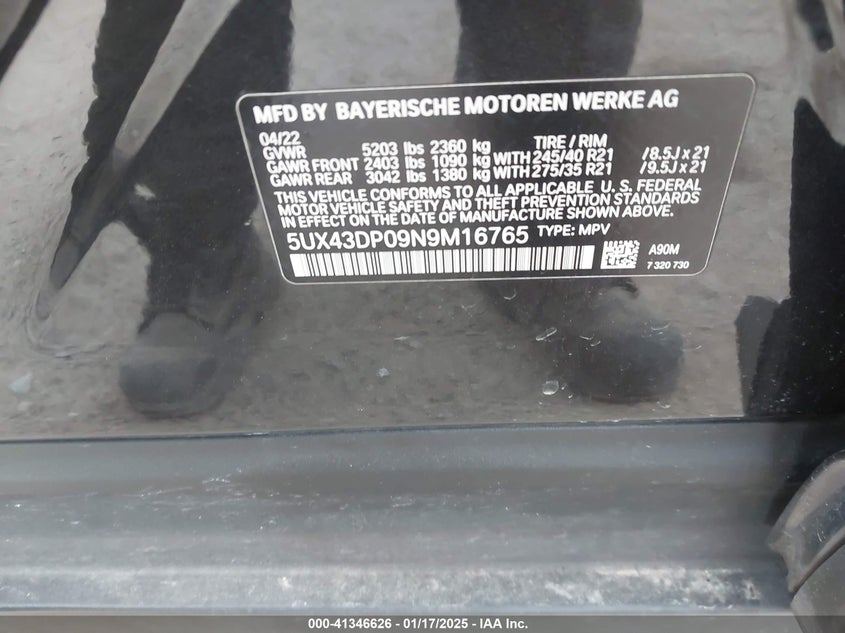 MFD BY BAYERISCHE MOTOREN WERKE AG
04/22 TIRE / RIM
GVWR 5203 lbs 2360 kg
GAWR FRONT 2403 lbs 1090 kg WITH 245/40 R21 /8.5J x 21
GAWR REAR 3042 lbs 1380 kg WITH 275/35 R21 /9.5J x 21
THIS VEHICLE CONFORMS TO ALL APPLICABLE U. S. FEDERAL
MOTOR VEHICLE SAFETY AND THEFT PREVENTION STANDARDS
IN EFFECT ON THE DATE OF MANUFACTURE SHOWN ABOVE.
5UX43DP09N9M16765 TYPE: MPV
A90M
7 320 730
000-41346626 - 01/17/2025 - IAA Inc.